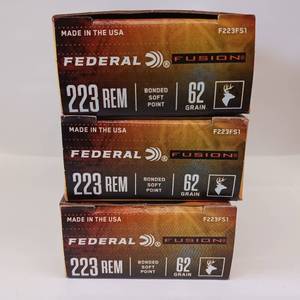 MADE IN THE USA F223FS1
FEDERAL® FUSION
223 REM BONDED SOFT POINT 62 GRAIN
MADE IN THE USA F223FS1
FEDERAL® FUSION
223 REM BONDED SOFT POINT 62 GRAIN
MADE IN THE USA F223FS1
FEDERAL® FUSION
223 REM BONDED SOFT POINT 62 GRAIN